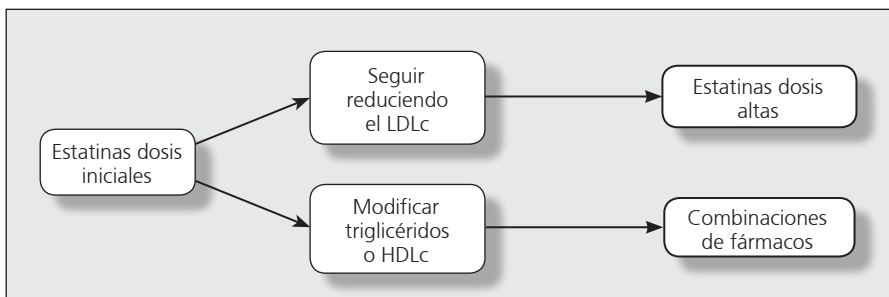 Estatinas dosis
iniciales
Seguir
reduciendo
el LDLc
Estatinas dosis
altas
Modificar
triglicéridos
o HDLc
Combinaciones
de fármacos